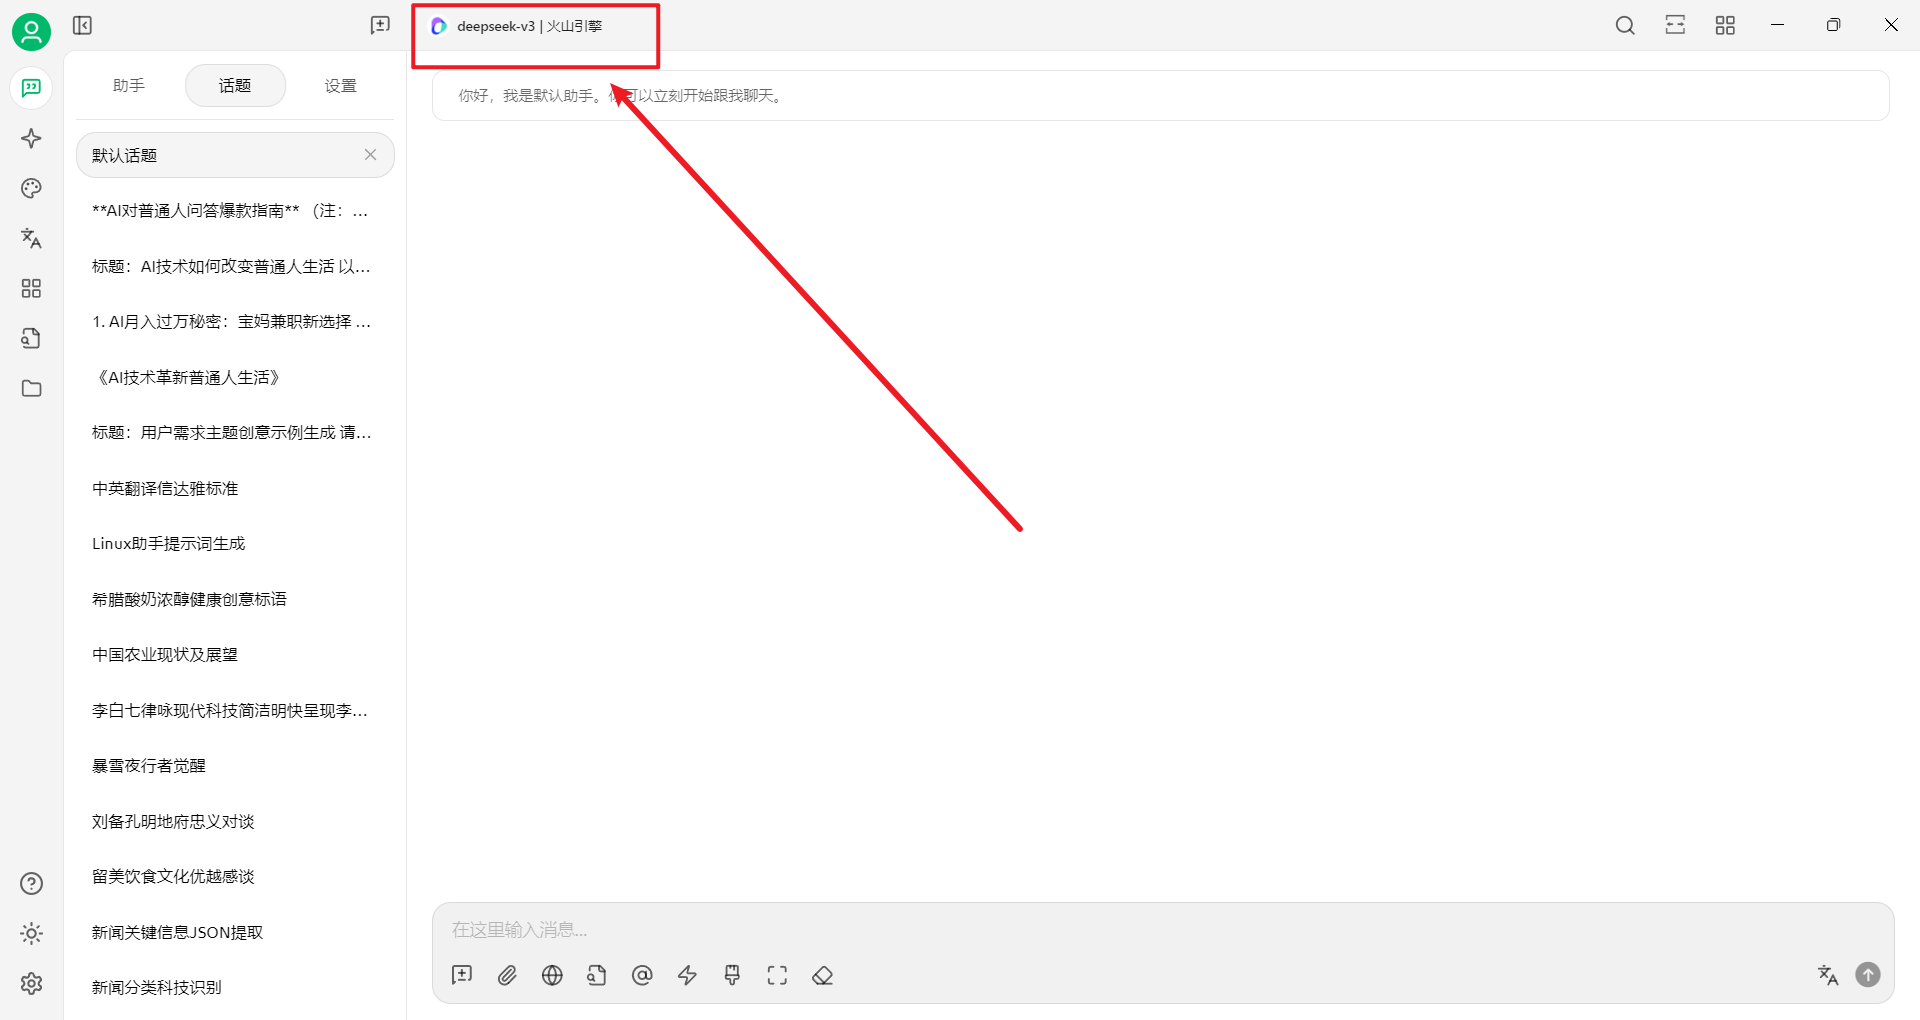 deepseek-v3 | 火山引擎
助手
话题
设置
默认话题
**AI对普通人问答爆款指南** （注：...
标题：AI技术如何改变普通人生活 以...
1. AI月入过万秘密：宝妈兼职新选择 ...
《AI技术革新普通人生活》
标题：用户需求主题创意示例生成 请...
中英翻译信达雅标准
Linux助手提示词生成
希腊酸奶浓醇健康创意标语
中国农业现状及展望
李白七律咏现代科技简洁明快呈现李...
暴雪夜行者觉醒
刘备孔明地府忠义对谈
留美饮食文化优越感谈
新闻关键信息JSON提取
新闻分类科技识别
你好，我是默认助手。你可以立刻开始跟我聊天。
在这里输入消息...